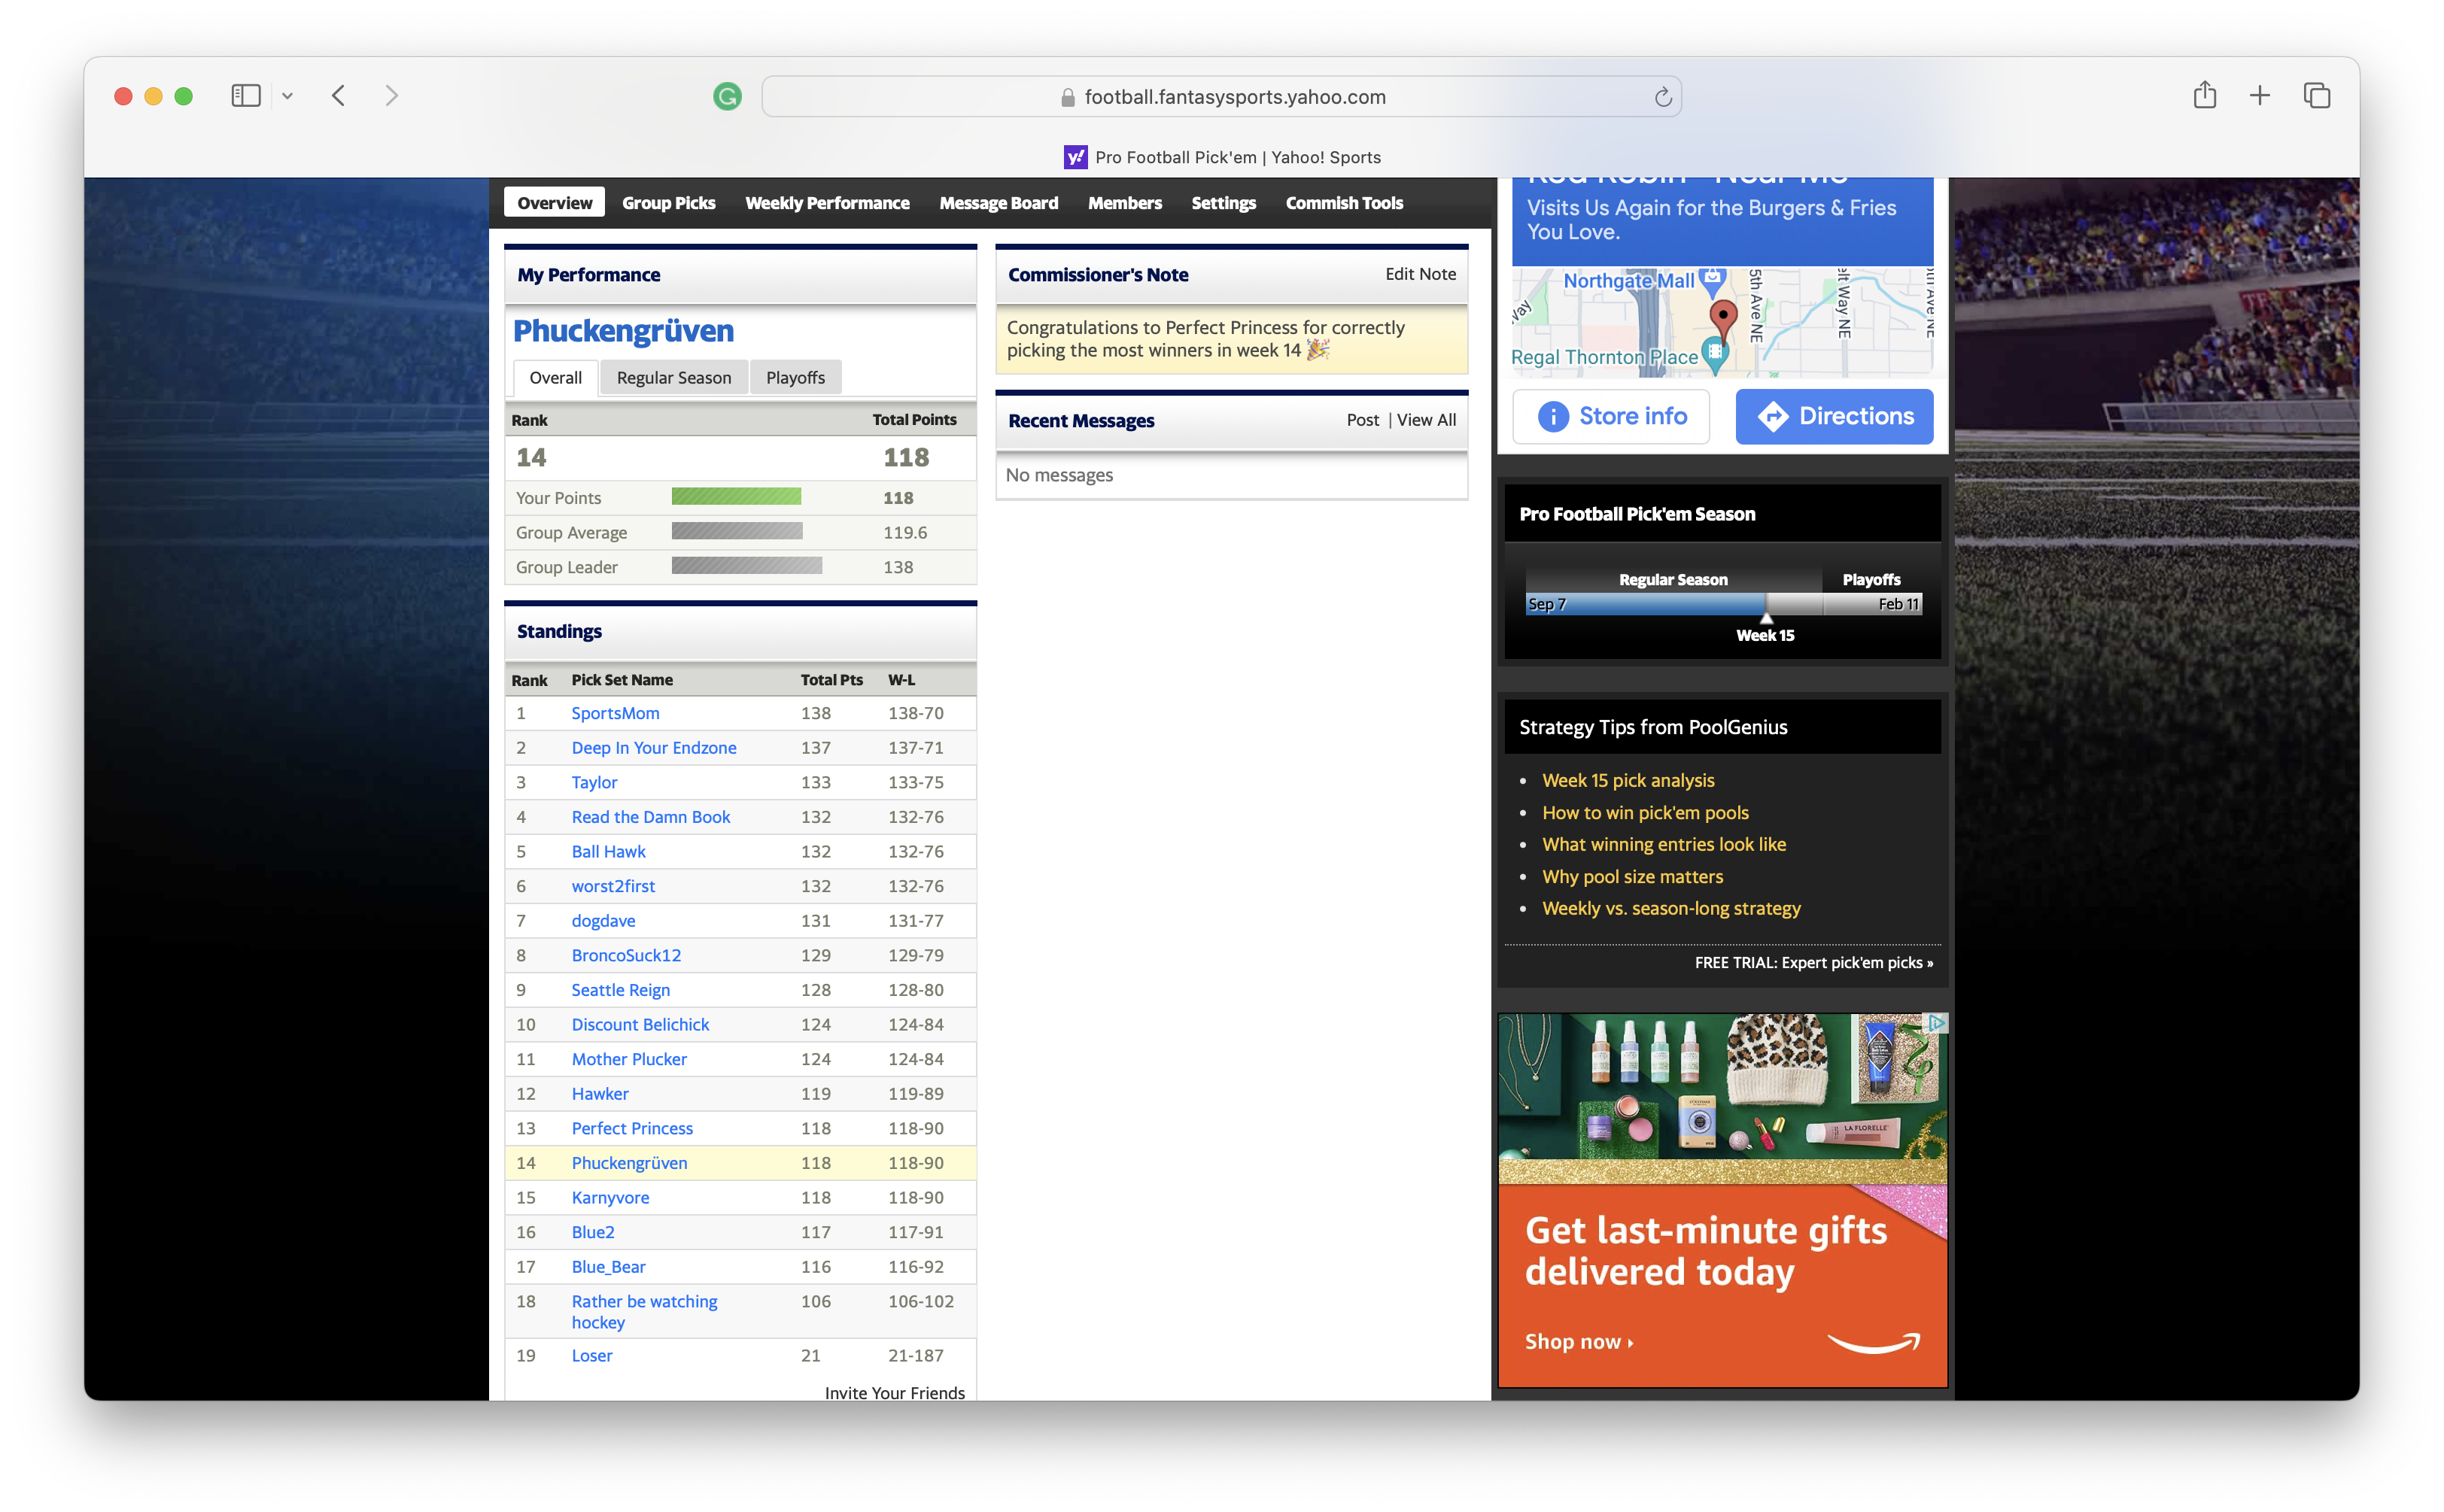 football.fantasysports.yahoo.com
y! Pro Football Pick'em | Yahoo! Sports
Overview Group Picks Weekly Performance Message Board Members Settings Commish Tools
My Performance
Phuckengrüven
Overall Regular Season Playoffs
Rank Total Points
14 118
Your Points 118
Group Average 119.6
Group Leader 138
Standings
Rank Pick Set Name Total Pts W-L
1 SportsMom 138 138-70
2 Deep In Your Endzone 137 137-71
3 Taylor 133 133-75
4 Read the Damn Book 132 132-76
5 Ball Hawk 132 132-76
6 worst2first 132 132-76
7 dogdave 131 131-77
8 BroncoSuck12 129 129-79
9 Seattle Reign 128 128-80
10 Discount Belichick 124 124-84
11 Mother Plucker 124 124-84
12 Hawker 119 119-89
13 Perfect Princess 118 118-90
14 Phuckengrüven 118 118-90
15 Karnyvore 118 118-90
16 Blue2 117 117-91
17 Blue_Bear 116 116-92
18 Rather be watching 106 106-102
hockey
19 Loser 21 21-187
Invite Your Friends
Commissioner's Note Edit Note
Congratulations to Perfect Princess for correctly
picking the most winners in week 14 🎉
Recent Messages Post | View All
No messages
Red Robin - Near Me
Visits Us Again for the Burgers & Fries
You Love.
Northgate Mall
5th Ave NE
elt Way NE
5th Ave NE
Way
Regal Thornton Place
Store info Directions
Pro Football Pick'em Season
Regular Season Playoffs
Sep 7 Feb 11
Week 15
Strategy Tips from PoolGenius
• Week 15 pick analysis
• How to win pick'em pools
• What winning entries look like
• Why pool size matters
• Weekly vs. season-long strategy
FREE TRIAL: Expert pick'em picks »
LA FLORELLE
Get last-minute gifts
delivered today
Shop now ›